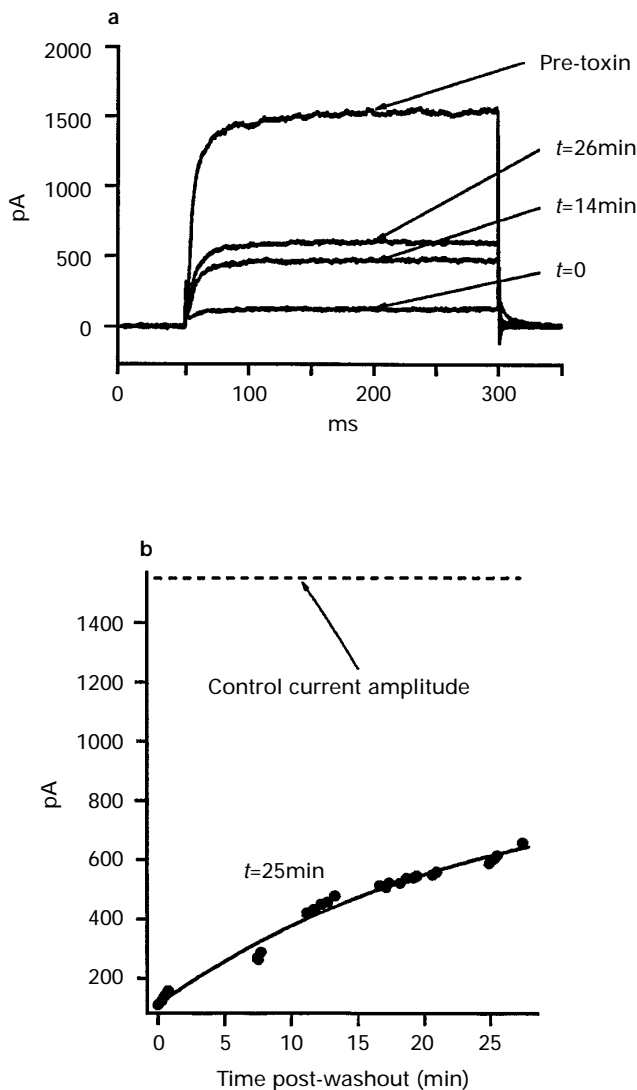 a
2000
1500
1000
500
0
pA
Pre-toxin
t=26min
t=14min
t=0
0
100
200
300
ms
b
1400
1200
1000
800
600
400
200
pA
Control current amplitude
t=25min
0
5
10
15
20
25
Time post-washout (min)